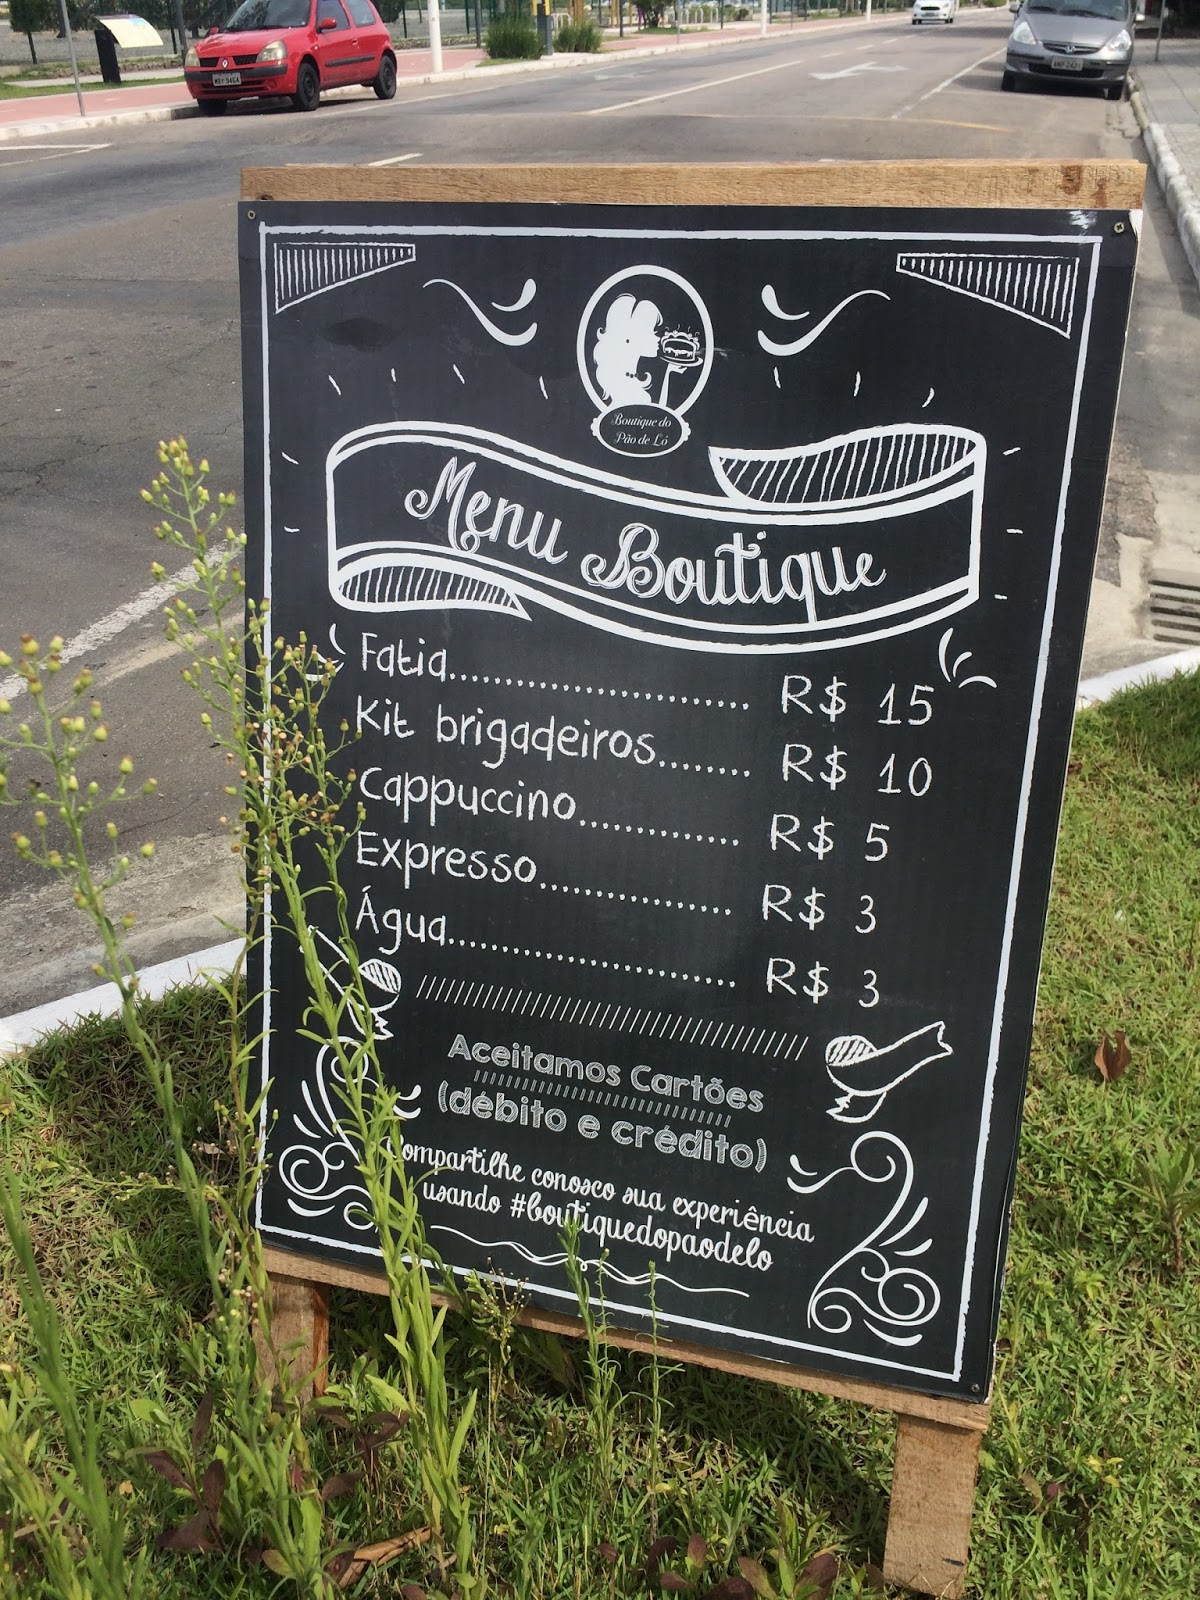 Boutique do
Pão de Ló
Menu Boutique
Fatia.......................... R$ 15
Kit brigadeiros........ R$ 10
Cappuccino.............. R$ 5
Expresso................. R$ 3
Água......................... R$ 3
Aceitamos Cartões
(débito e crédito)
Compartilhe conosco sua experiência
usando #boutiquedopaodelo